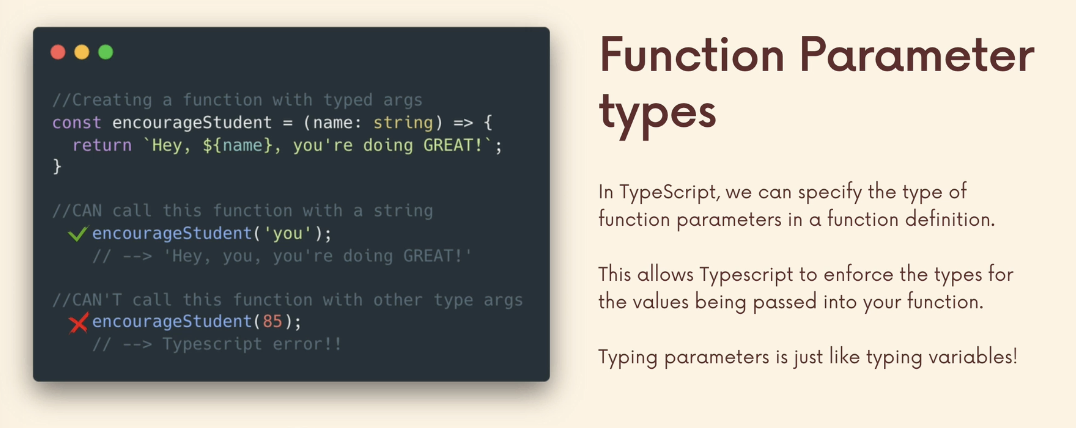 //Creating a function with typed args
const encourageStudent = (name: string) => {
  return `Hey, ${name}, you're doing GREAT!`;
}
//CAN call this function with a string
encourageStudent('you');
// --> 'Hey, you, you're doing GREAT!'
//CAN'T call this function with other type args
encourageStudent(85);
// --> Typescript error!!
Function Parameter
types
In TypeScript, we can specify the type of
function parameters in a function definition.
This allows Typescript to enforce the types for
the values being passed into your function.
Typing parameters is just like typing variables!